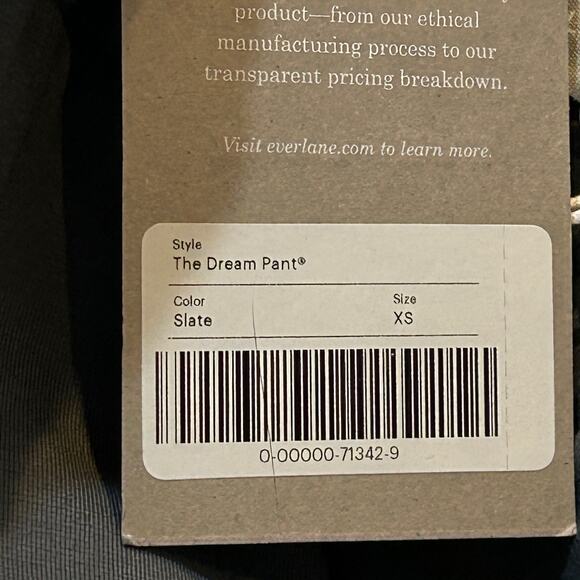 product—from our ethical
manufacturing process to our
transparent pricing breakdown.
Visit everlane.com to learn more.
Style
The Dream Pant®
Color Size
Slate XS
0-00000-71342-9